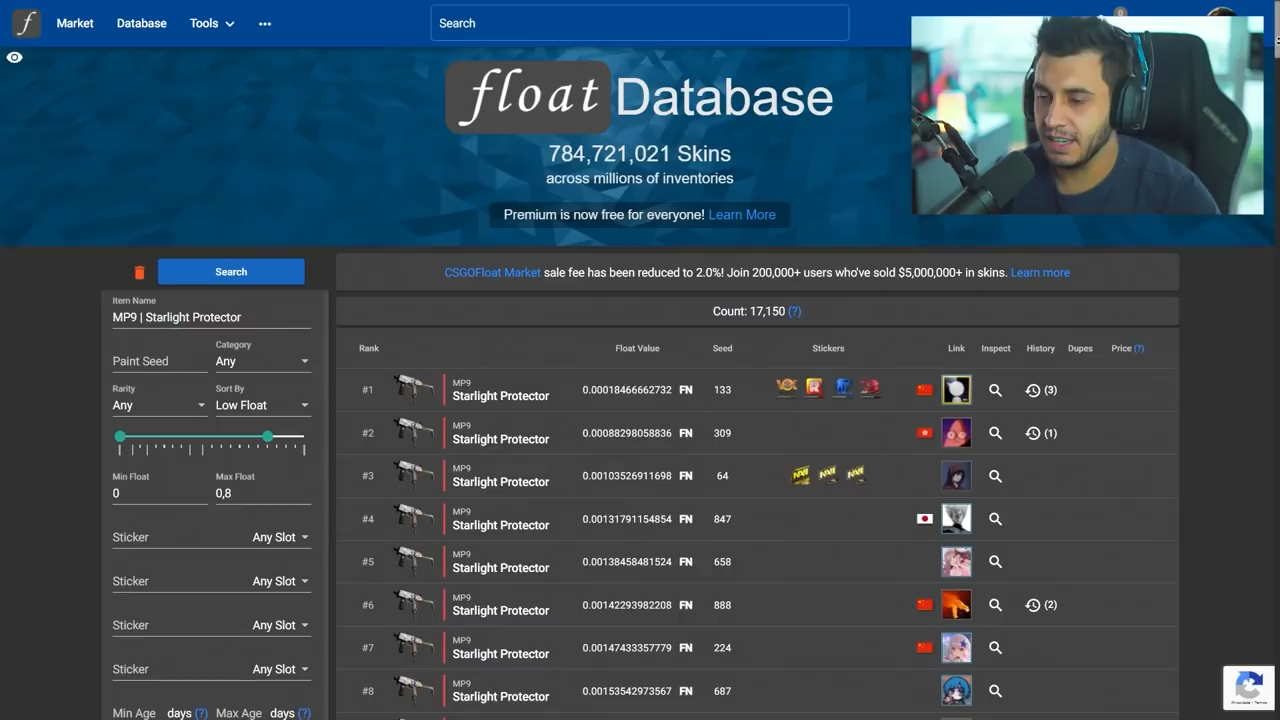 f
Market
Database
Tools
Search
0
float Database
784,721,021 Skins
across millions of inventories
Premium is now free for everyone! Learn More
Search
CSGOFloat Market sale fee has been reduced to 2.0%! Join 200,000+ users who've sold $5,000,000+ in skins. Learn more
Item Name
MP9 | Starlight Protector
Count: 17,150 (?)
Paint Seed
Category
Any
Rarity
Any
Sort By
Low Float
Min Float
0
Max Float
0,8
Sticker
Any Slot
Sticker
Any Slot
Sticker
Any Slot
Sticker
Any Slot
Min Age
days (?)
Max Age
days (?)
Rank
Float Value
Seed
Stickers
Link
Inspect
History
Dupes
Price (?)
#1
MP9
Starlight Protector
0.00018466662732 FN
133
(3)
#2
MP9
Starlight Protector
0.00088298058836 FN
309
(1)
#3
MP9
Starlight Protector
0.00103526911698 FN
64
#4
MP9
Starlight Protector
0.00131791154854 FN
847
#5
MP9
Starlight Protector
0.00138458481524 FN
658
#6
MP9
Starlight Protector
0.00142293982208 FN
888
(2)
#7
MP9
Starlight Protector
0.00147433357779 FN
224
#8
MP9
Starlight Protector
0.00153542973567 FN
687